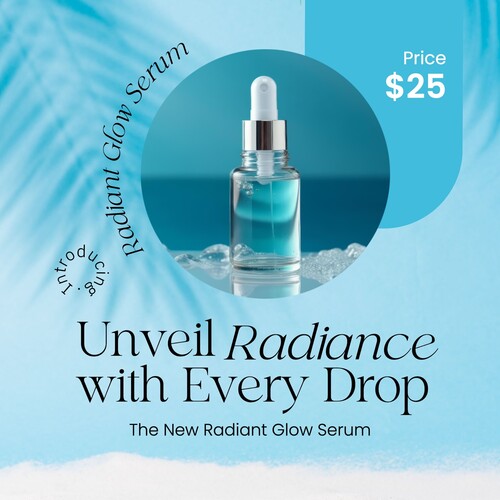 Price
$25
Radiant Glow Serum
Introducing.
Unveil Radiance
with Every Drop
The New Radiant Glow Serum